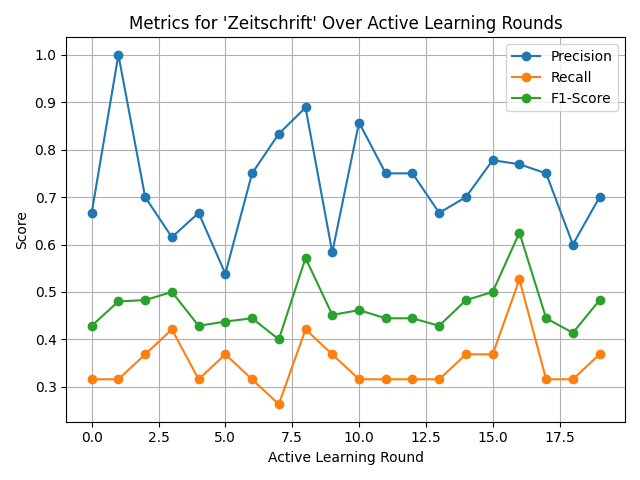 Metrics for 'Zeitschrift' Over Active Learning Rounds
Precision
Recall
F1-Score
Score
1.0
0.9
0.8
0.7
0.6
0.5
0.4
0.3
0.0 2.5 5.0 7.5 10.0 12.5 15.0 17.5
Active Learning Round